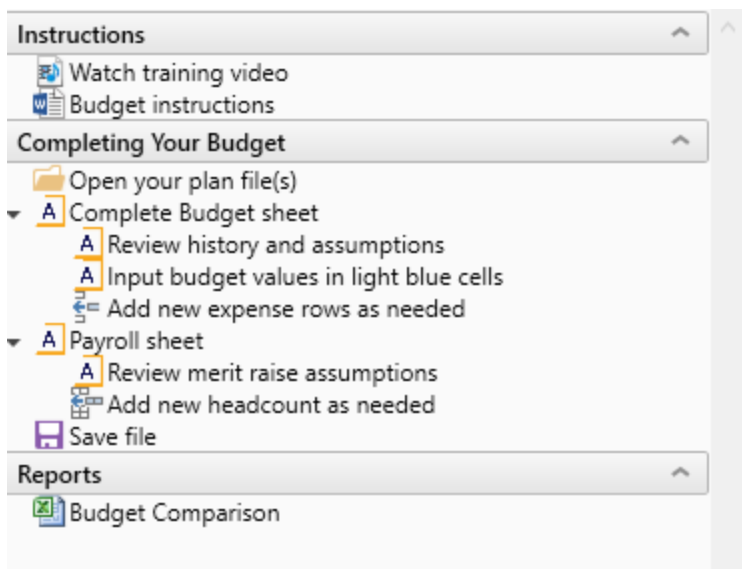 Instructions
Watch training video
Budget instructions
Completing Your Budget
Open your plan file(s)
A Complete Budget sheet
A Review history and assumptions
A Input budget values in light blue cells
Add new expense rows as needed
A Payroll sheet
A Review merit raise assumptions
Add new headcount as needed
Save file
Reports
Budget Comparison